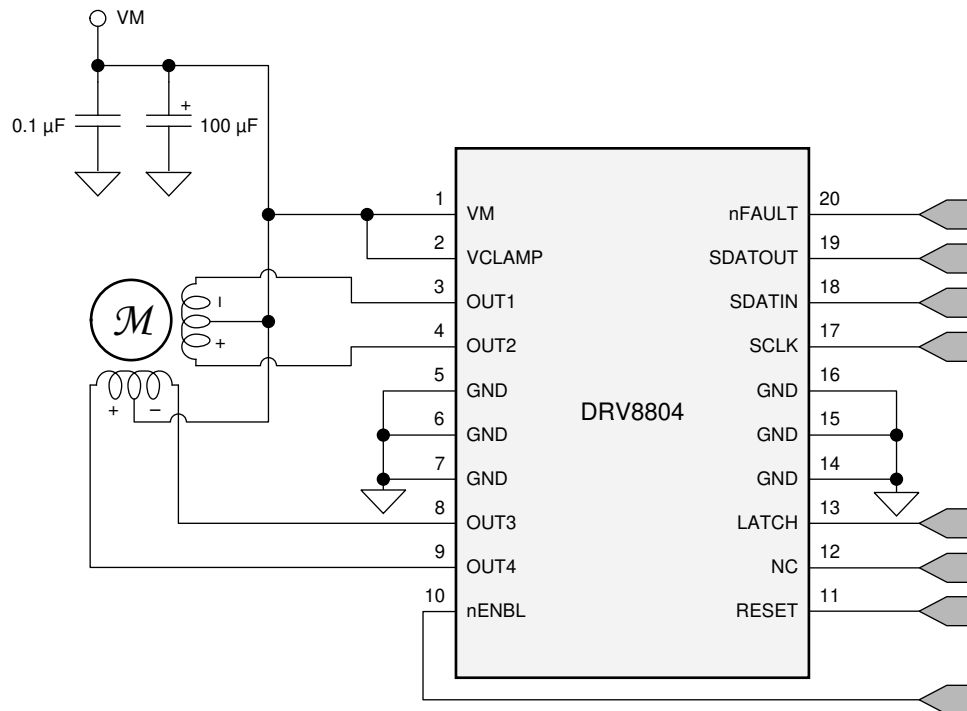 VM
+
0.1 µF
100 µF
1
VM
nFAULT
20
2
VCLAMP
SDATOUT
19
3
OUT1
SDATIN
18
4
OUT2
SCLK
17
M
–
+
5
GND
GND
16
DRV8804
+
–
6
GND
GND
15
7
GND
GND
14
8
OUT3
LATCH
13
9
OUT4
NC
12
10
nENBL
RESET
11